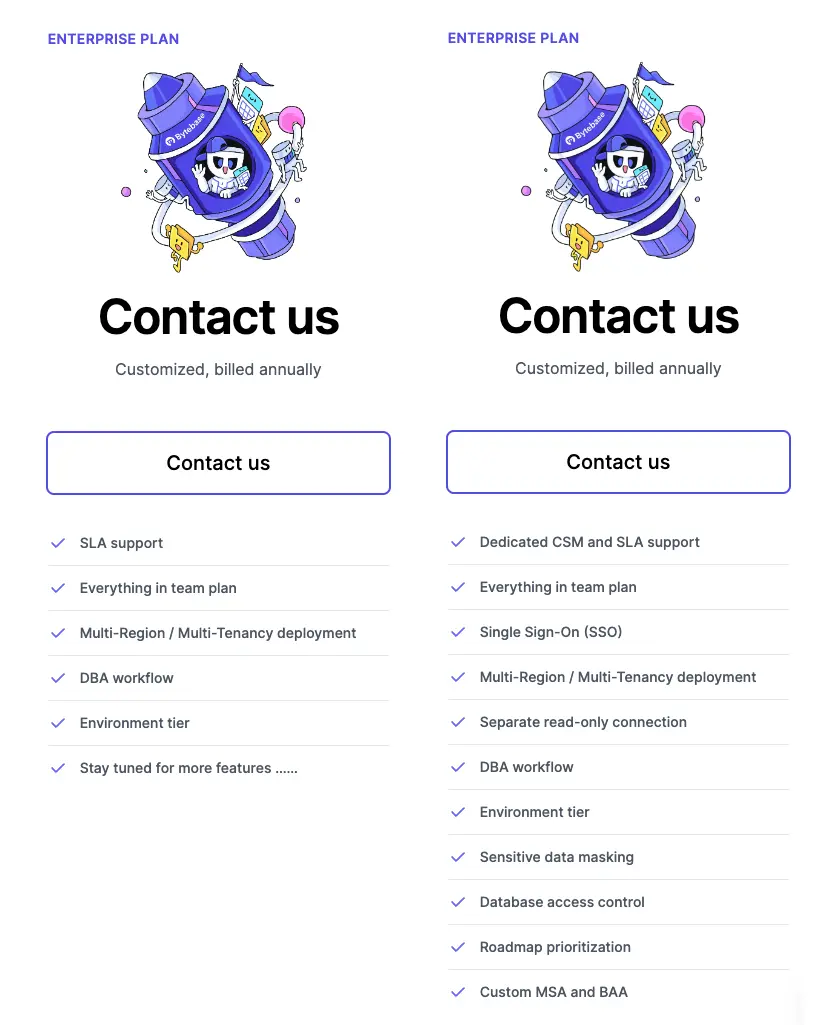 ENTERPRISE PLAN
Bytebase
Contact us
Customized, billed annually
Contact us
SLA support
Everything in team plan
Multi-Region / Multi-Tenancy deployment
DBA workflow
Environment tier
Stay tuned for more features ......
ENTERPRISE PLAN
Bytebase
Contact us
Customized, billed annually
Contact us
Dedicated CSM and SLA support
Everything in team plan
Single Sign-On (SSO)
Multi-Region / Multi-Tenancy deployment
Separate read-only connection
DBA workflow
Environment tier
Sensitive data masking
Database access control
Roadmap prioritization
Custom MSA and BAA